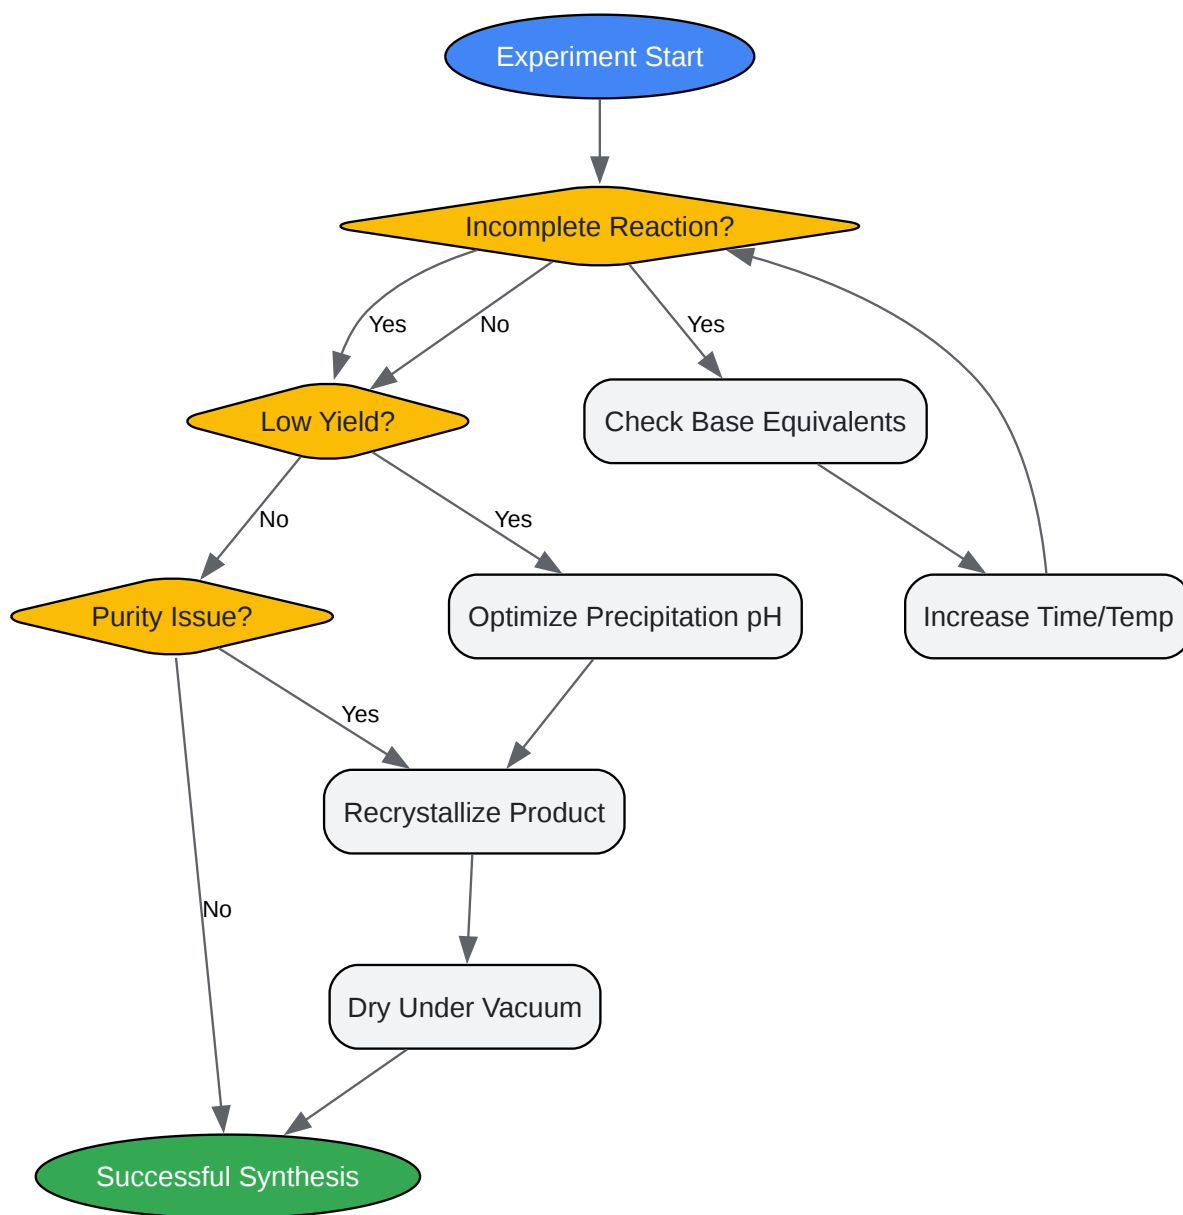 Experiment Start
Incomplete Reaction?
Yes
No
Yes
Low Yield?
Check Base Equivalents
No
Yes
Purity Issue?
Optimize Precipitation pH
Increase Time/Temp
Yes
Recrystallize Product
No
Dry Under Vacuum
Successful Synthesis